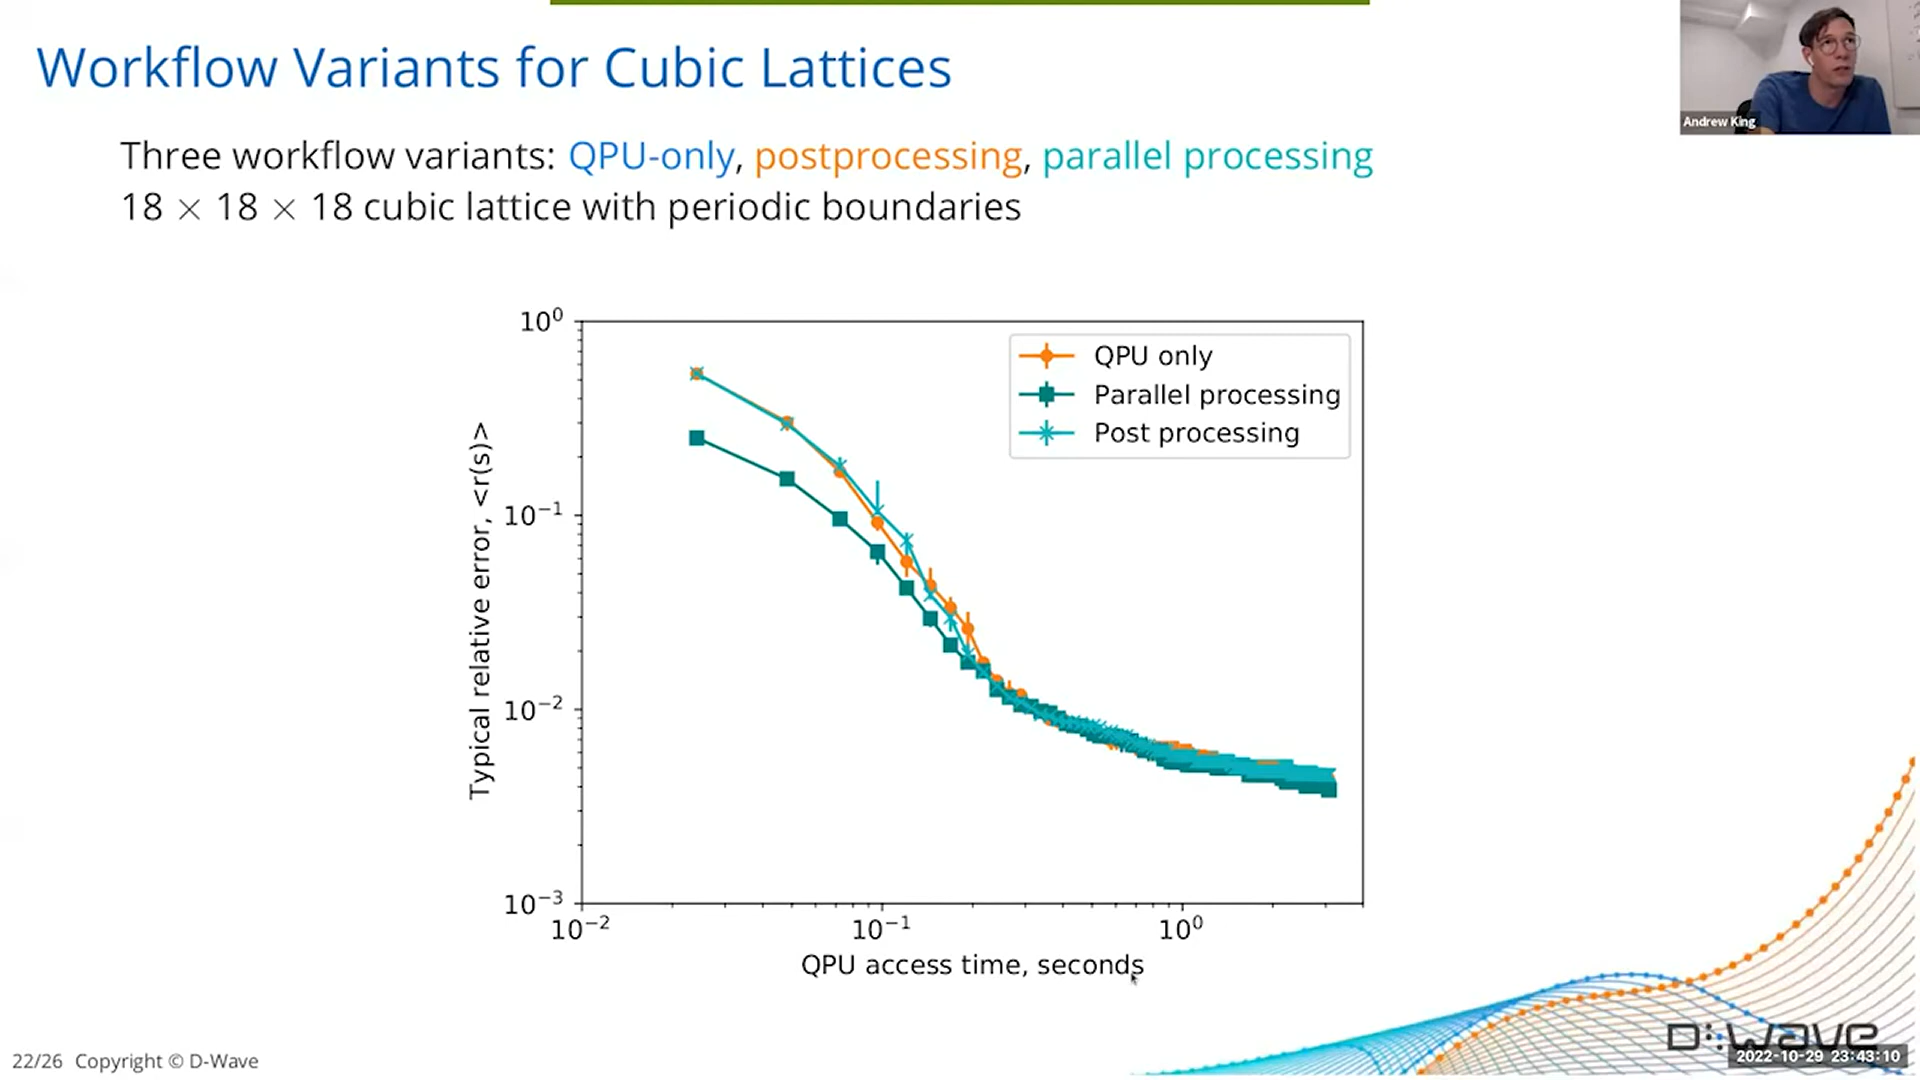 Workflow Variants for Cubic Lattices
Andrew King
Three workflow variants: QPU-only, postprocessing, parallel processing
18 × 18 × 18 cubic lattice with periodic boundaries
QPU only
Parallel processing
Post processing
Typical relative error, <r(s)>
10⁰
10⁻¹
10⁻²
10⁻³
10⁻² 10⁻¹ 10⁰
QPU access time, seconds
D:wave
2022-10-29 23:43:10
22/26 Copyright © D-Wave